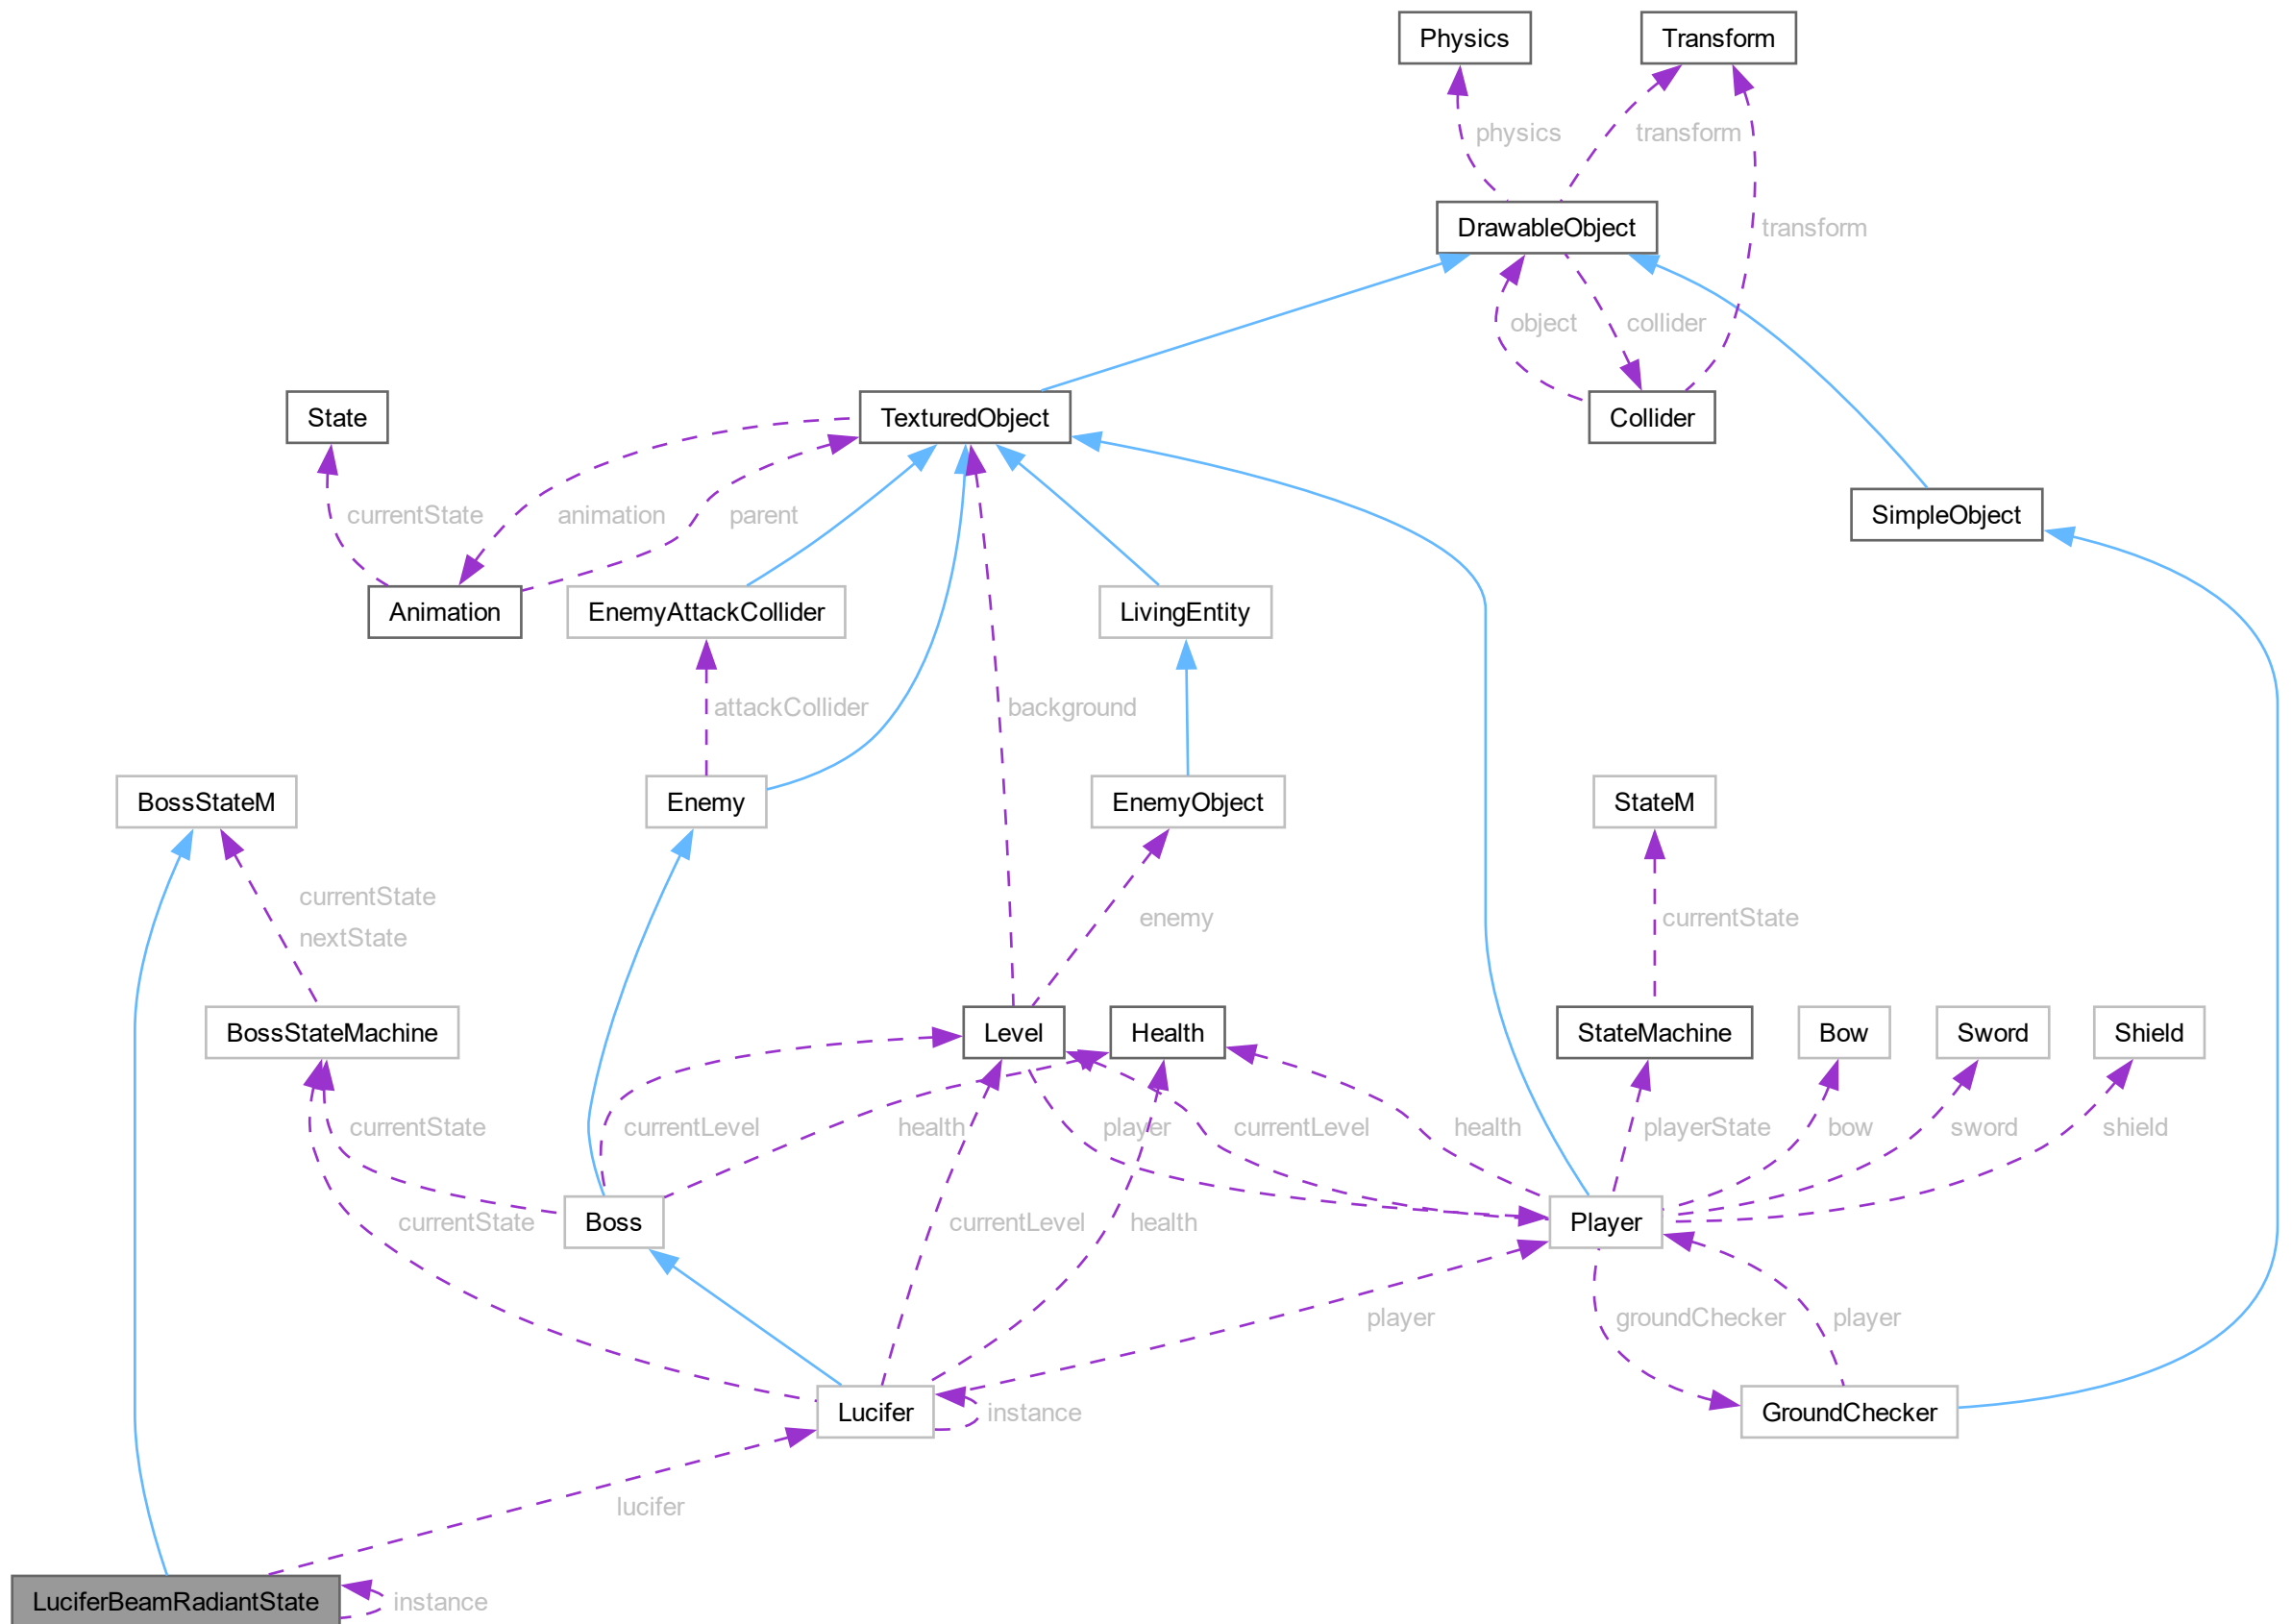 Physics
Transform
physics
transform
DrawableObject
transform
object
collider
State
TexturedObject
Collider
currentState
animation
parent
SimpleObject
Animation
EnemyAttackCollider
LivingEntity
attackCollider
background
BossStateM
Enemy
EnemyObject
StateM
currentState
nextState
enemy
currentState
BossStateMachine
Level
Health
StateMachine
Bow
Sword
Shield
currentState
currentLevel
health
player
currentLevel
health
playerState
bow
sword
shield
currentState
Boss
currentLevel
health
Player
player
groundChecker
player
Lucifer
instance
GroundChecker
lucifer
LuciferBeamRadiantState
instance